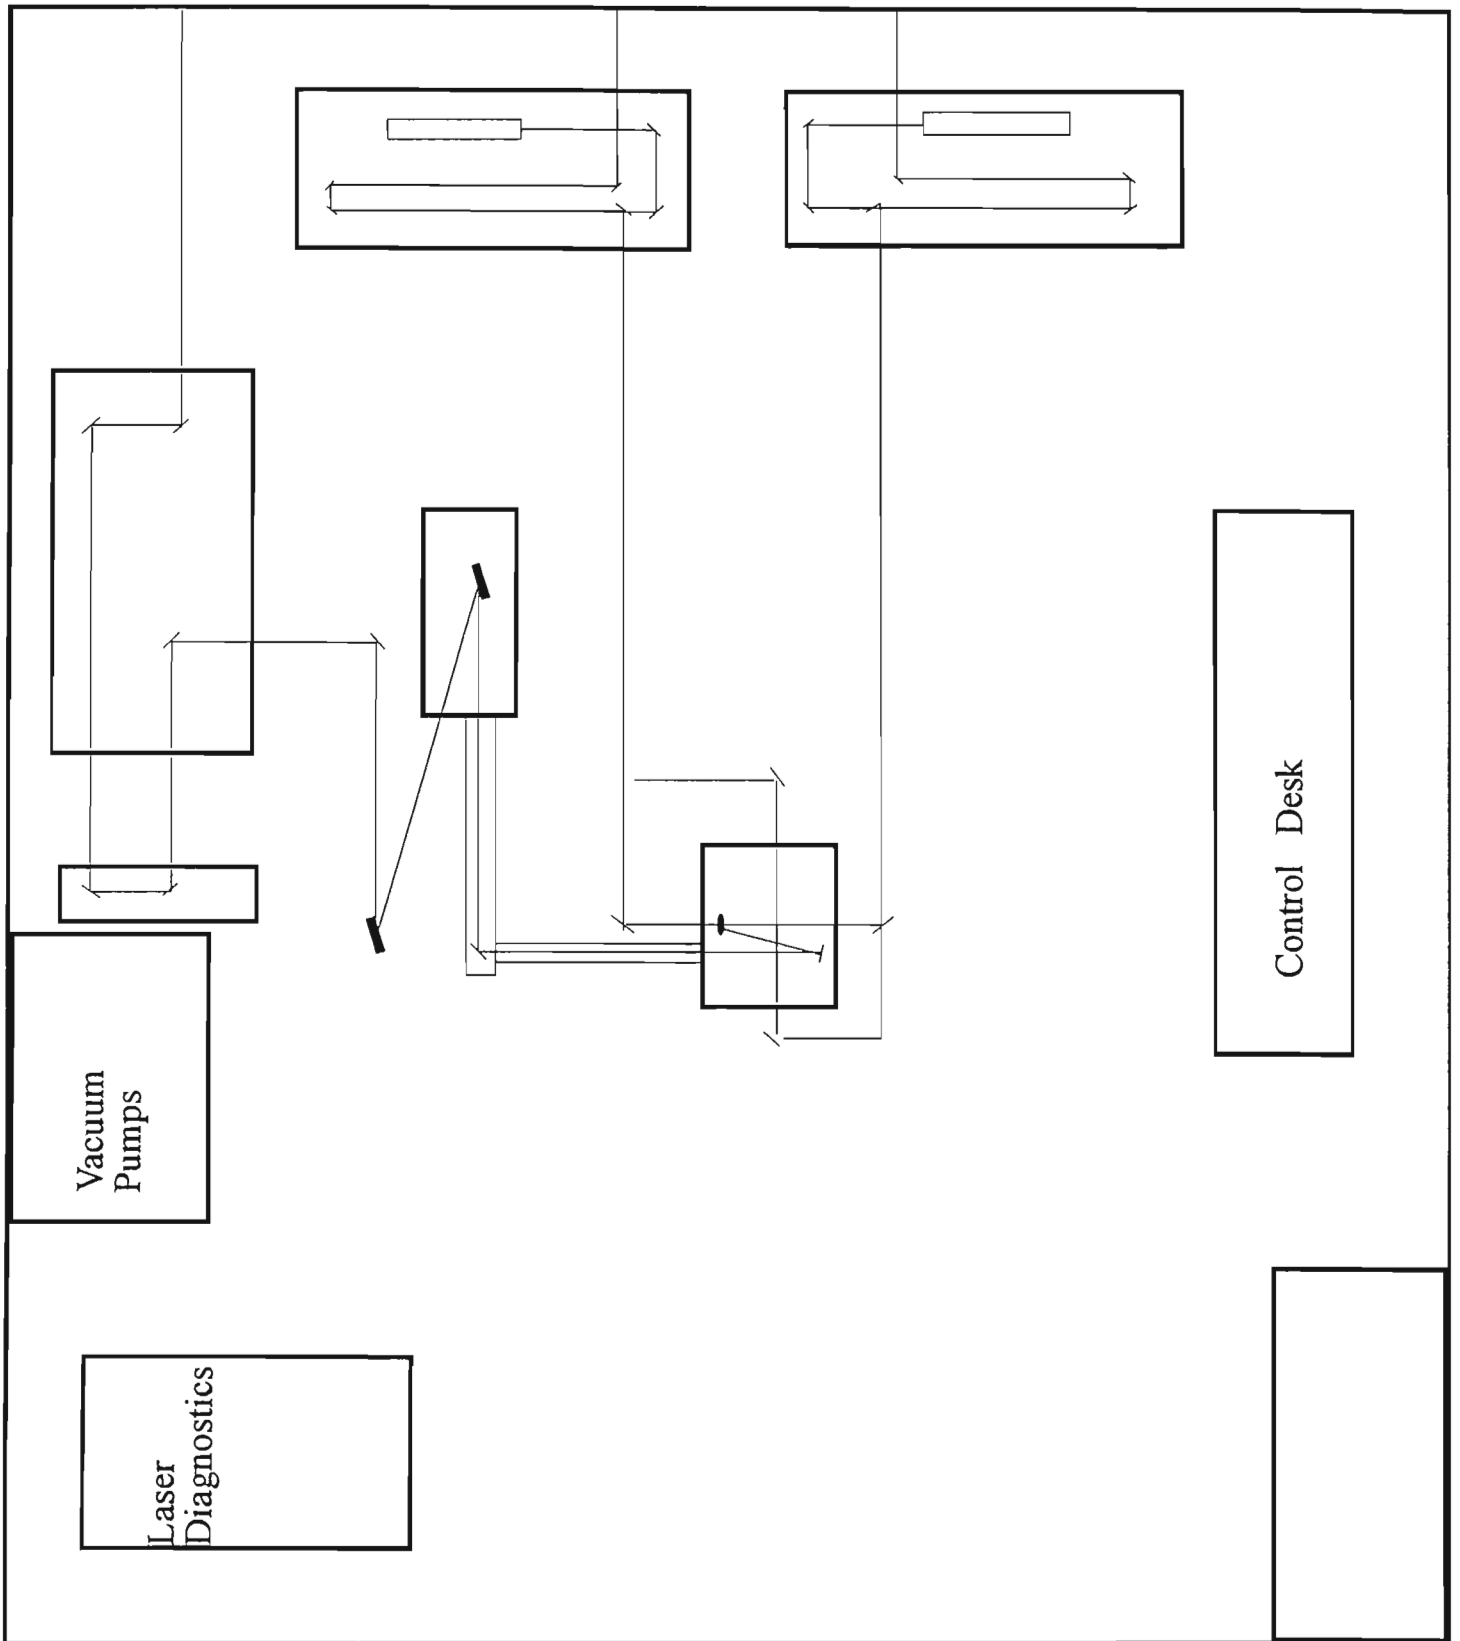 Control Desk
Vacuum
Pumps
Laser
Diagnostics